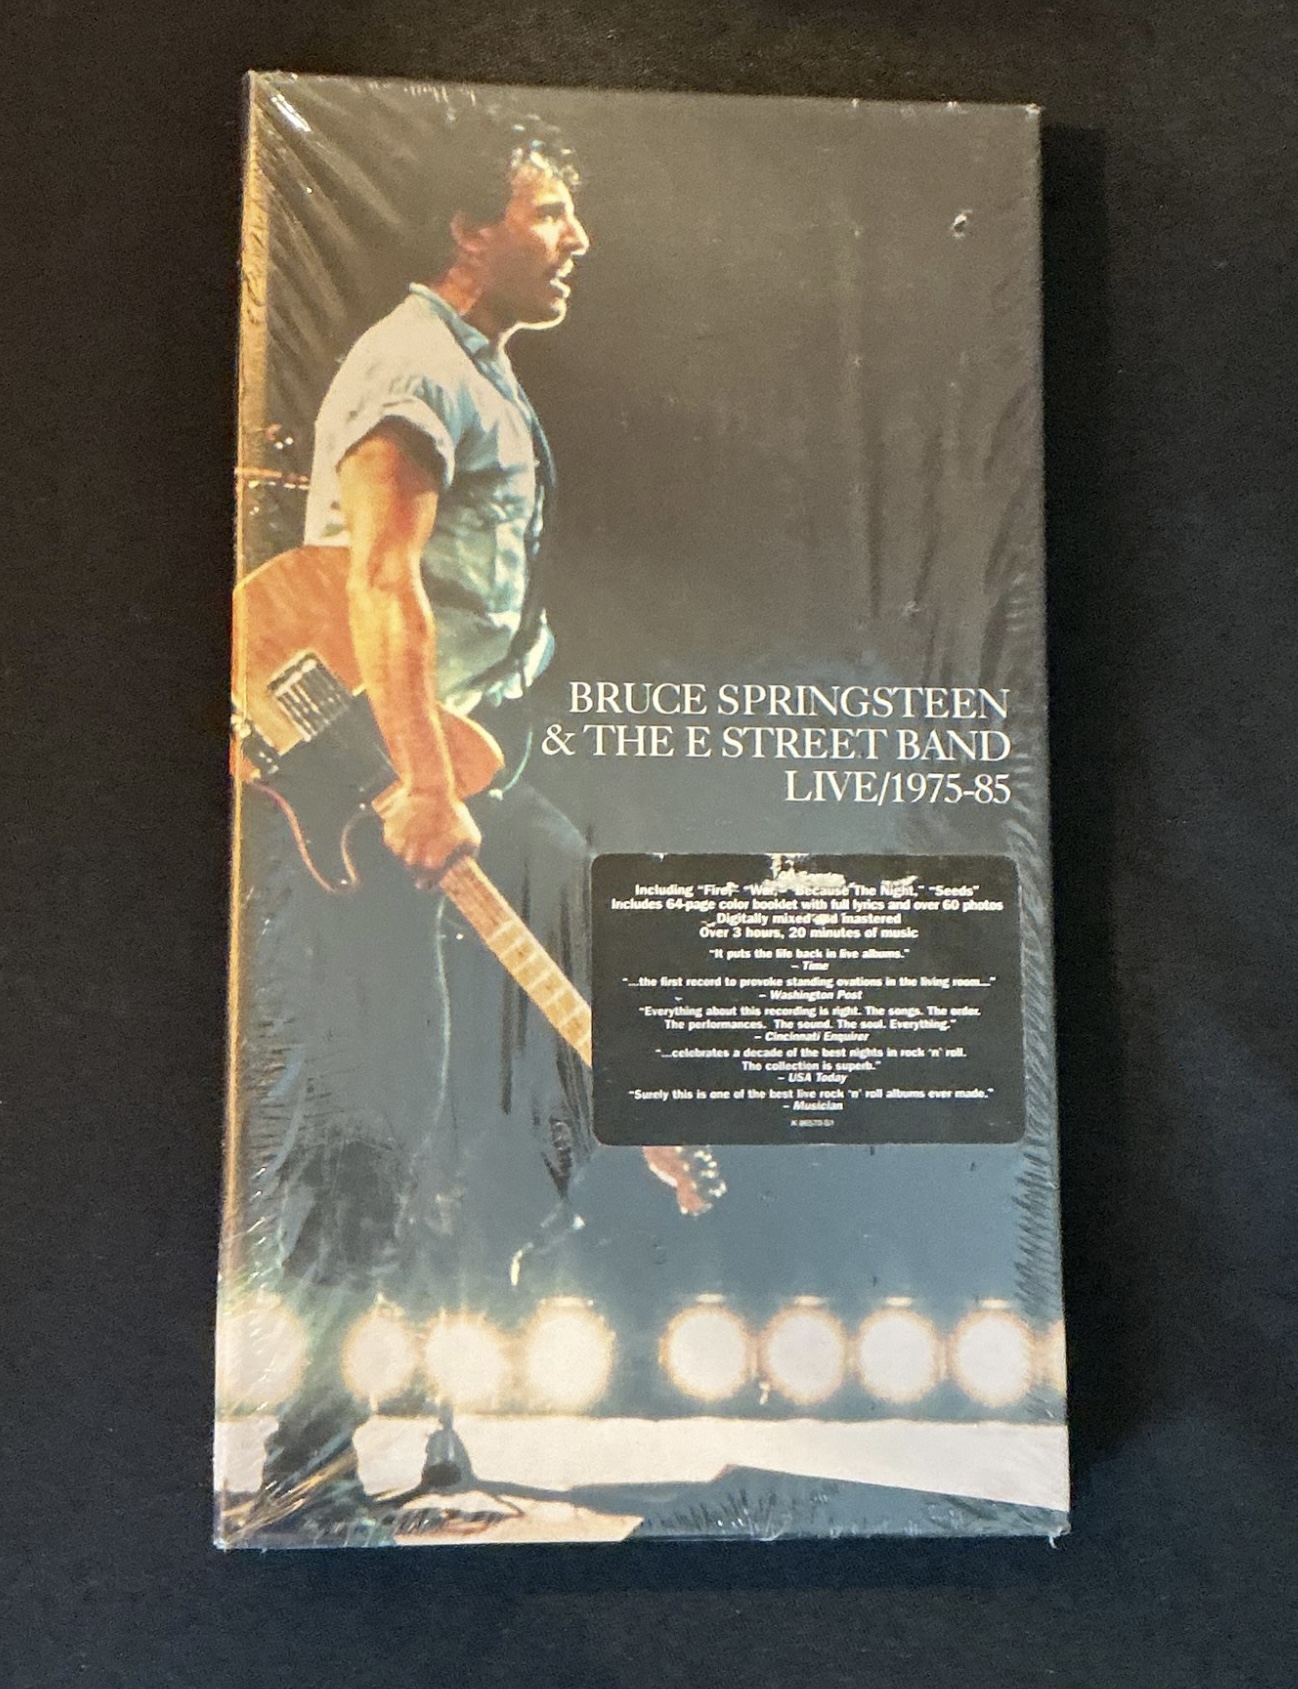 BRUCE SPRINGSTEEN
& THE E STREET BAND
LIVE/1975-85
Including "Fire," "War," "Because The Night," "Seeds"
Includes 64-page color booklet with full lyrics and over 60 photos
Digitally mixed and mastered
Over 3 hours, 20 minutes of music
"It puts the life back in live albums."
– Time
"...the first record to provoke standing ovations in the living room..."
– Washington Post
"Everything about this recording is right. The songs. The order.
The performances. The sound. The soul. Everything."
– Cincinnati Enquirer
"...celebrates a decade of the best nights in rock 'n' roll.
The collection is superb."
– USA Today
"Surely this is one of the best live rock 'n' roll albums ever made."
– Musician